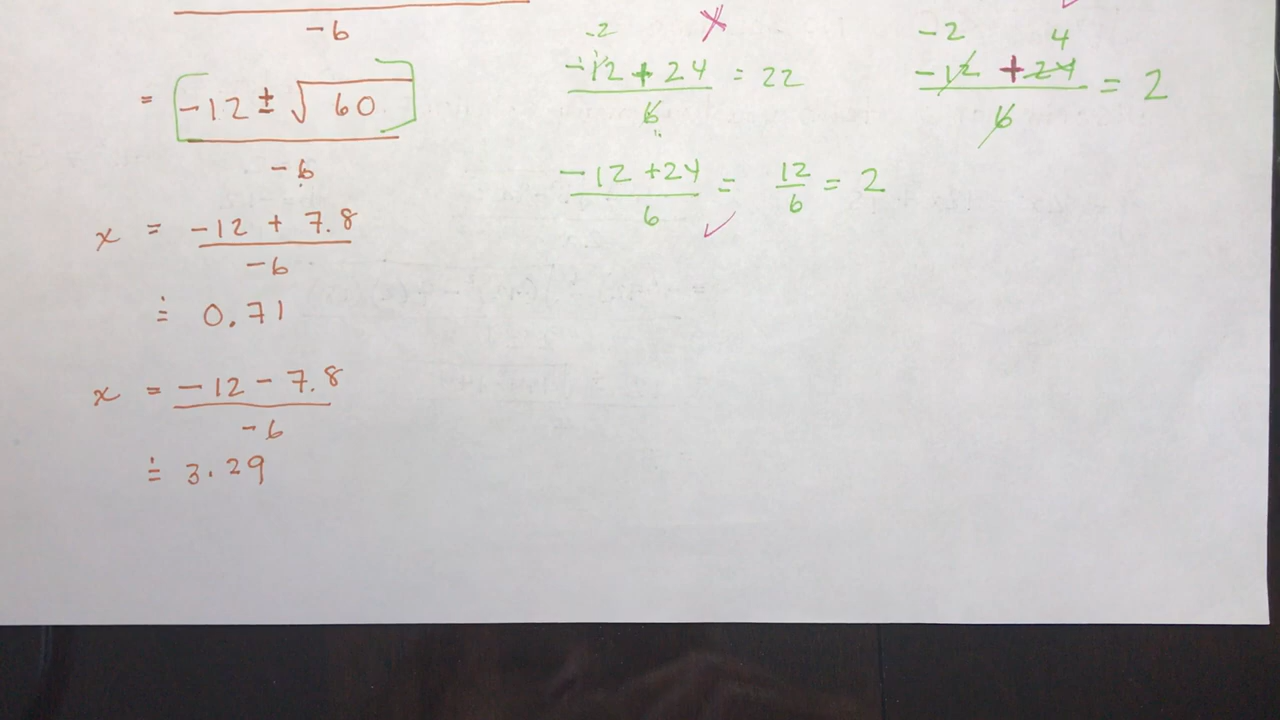 -6
= -12 ± √60
-6
x = -12 + 7.8
-6
≐ 0.71
x = -12 - 7.8
-6
≐ 3.29
-2
-12 + 24 = 22
6
-12 + 24 = 12 = 2
6 6
-2 4
-12 + 24 = 2
6